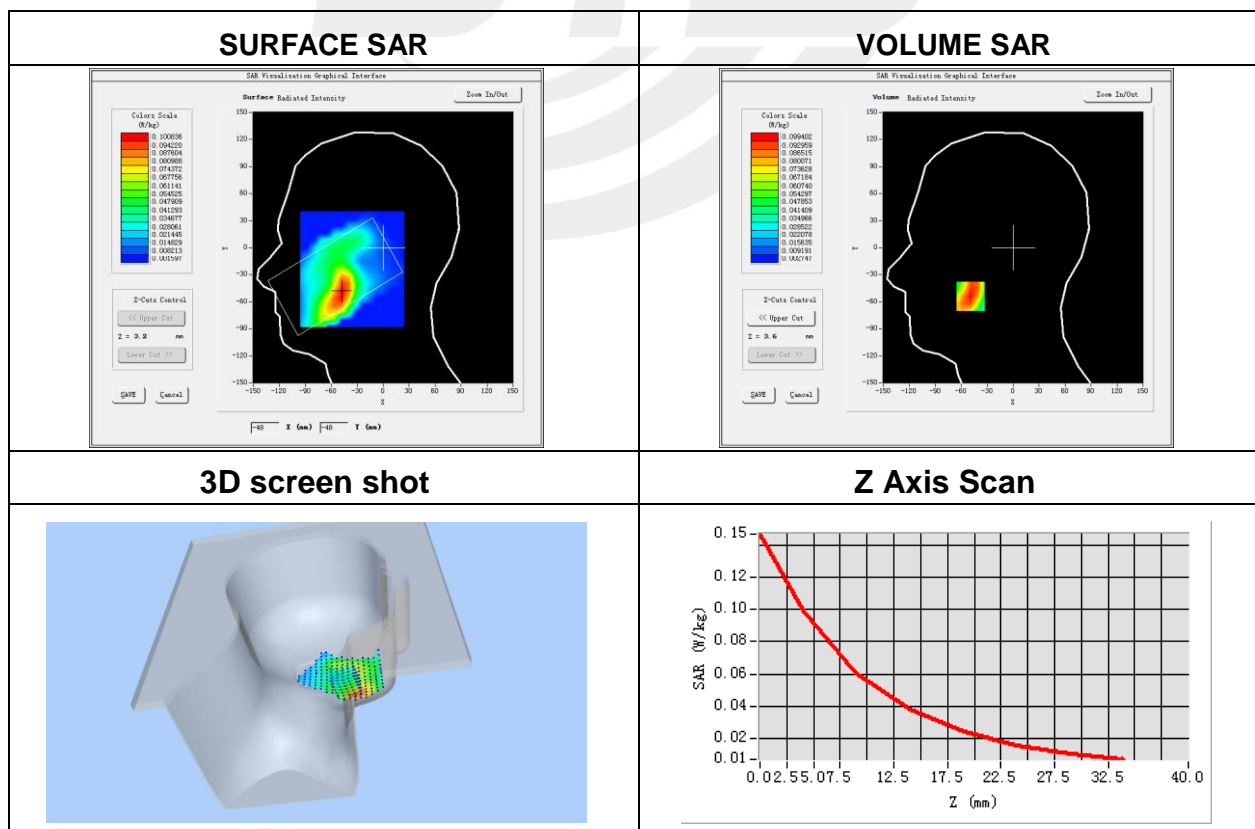 SURFACE SAR
VOLUME SAR
SAR Visualisation Graphical Interface
Surface Radiated Intensity
Zoom In/Out
Colors Scale
(W/kg)
0.100836
0.094220
0.087604
0.080988
0.074372
0.067756
0.061141
0.054525
0.047909
0.041293
0.034677
0.028061
0.021445
0.014829
0.008213
0.001597
Z-Cuts Control
<< Upper Cut
Z = 3.2 mm
Lower Cut >>
SAVE Cancel
150
120
90
60
30
0
-30
-60
-90
-120
-150
Y
-150 -120 -90 -60 -30 0 30 60 90 120 150
X
-48 X (mm) -48 Y (mm)
SAR Visualisation Graphical Interface
Volume Radiated Intensity
Zoom In/Out
Colors Scale
(W/kg)
0.099402
0.092959
0.086515
0.080071
0.073628
0.067184
0.060740
0.054297
0.047853
0.041409
0.034966
0.028522
0.022078
0.015635
0.009191
0.002747
Z-Cuts Control
<< Upper Cut
Z = 3.6 mm
Lower Cut >>
SAVE Cancel
150
120
90
60
30
0
-30
-60
-90
-120
-150
Y
-150 -120 -90 -60 -30 0 30 60 90 120 150
X
3D screen shot
Z Axis Scan
0.15
0.12
0.10
0.08
0.06
0.04
0.02
0.01
SAR (W/kg)
0.0 2.5 5.0 7.5 12.5 17.5 22.5 27.5 32.5 40.0
Z (mm)